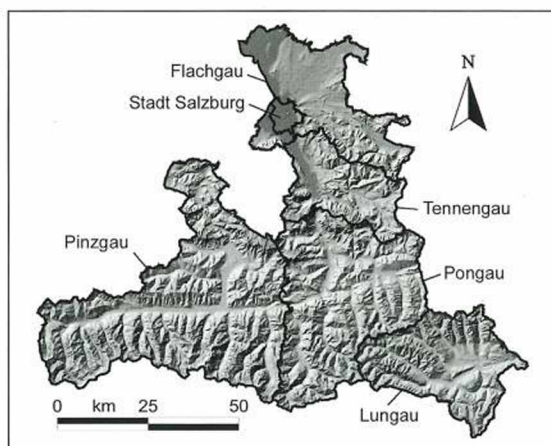 Flachgau
N
Stadt Salzburg
Tennengau
Pinzgau
Pongau
0 km 25 50
Lungau